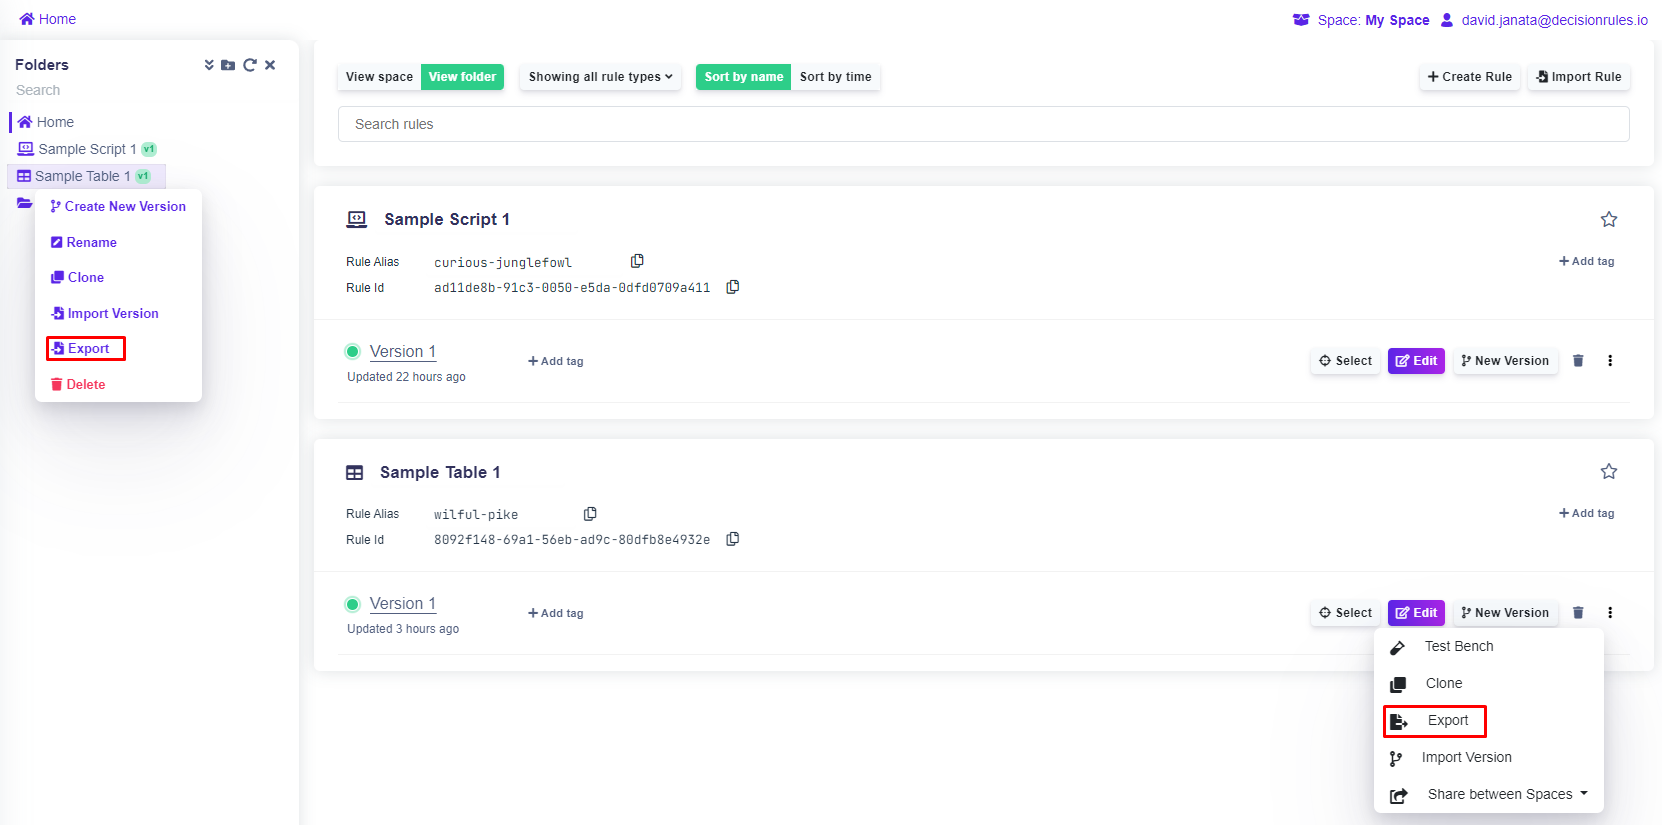 Home
Space: My Space david.janata@decisionrules.io
Folders
Search
Home
Sample Script 1 v1
Sample Table 1 v1
Create New Version
Rename
Clone
Import Version
Export
Delete
View space View folder Showing all rule types Sort by name Sort by time Create Rule Import Rule
Search rules
Sample Script 1
Rule Alias curious-junglefowl Add tag
Rule Id ad11de8b-91c3-0050-e5da-0dfd0709a411
Version 1 Add tag Select Edit New Version
Updated 22 hours ago
Sample Table 1
Rule Alias wilful-pike Add tag
Rule Id 8092f148-69a1-56eb-ad9c-80dfb8e4932e
Version 1 Add tag Select Edit New Version
Updated 3 hours ago
Test Bench
Clone
Export
Import Version
Share between Spaces